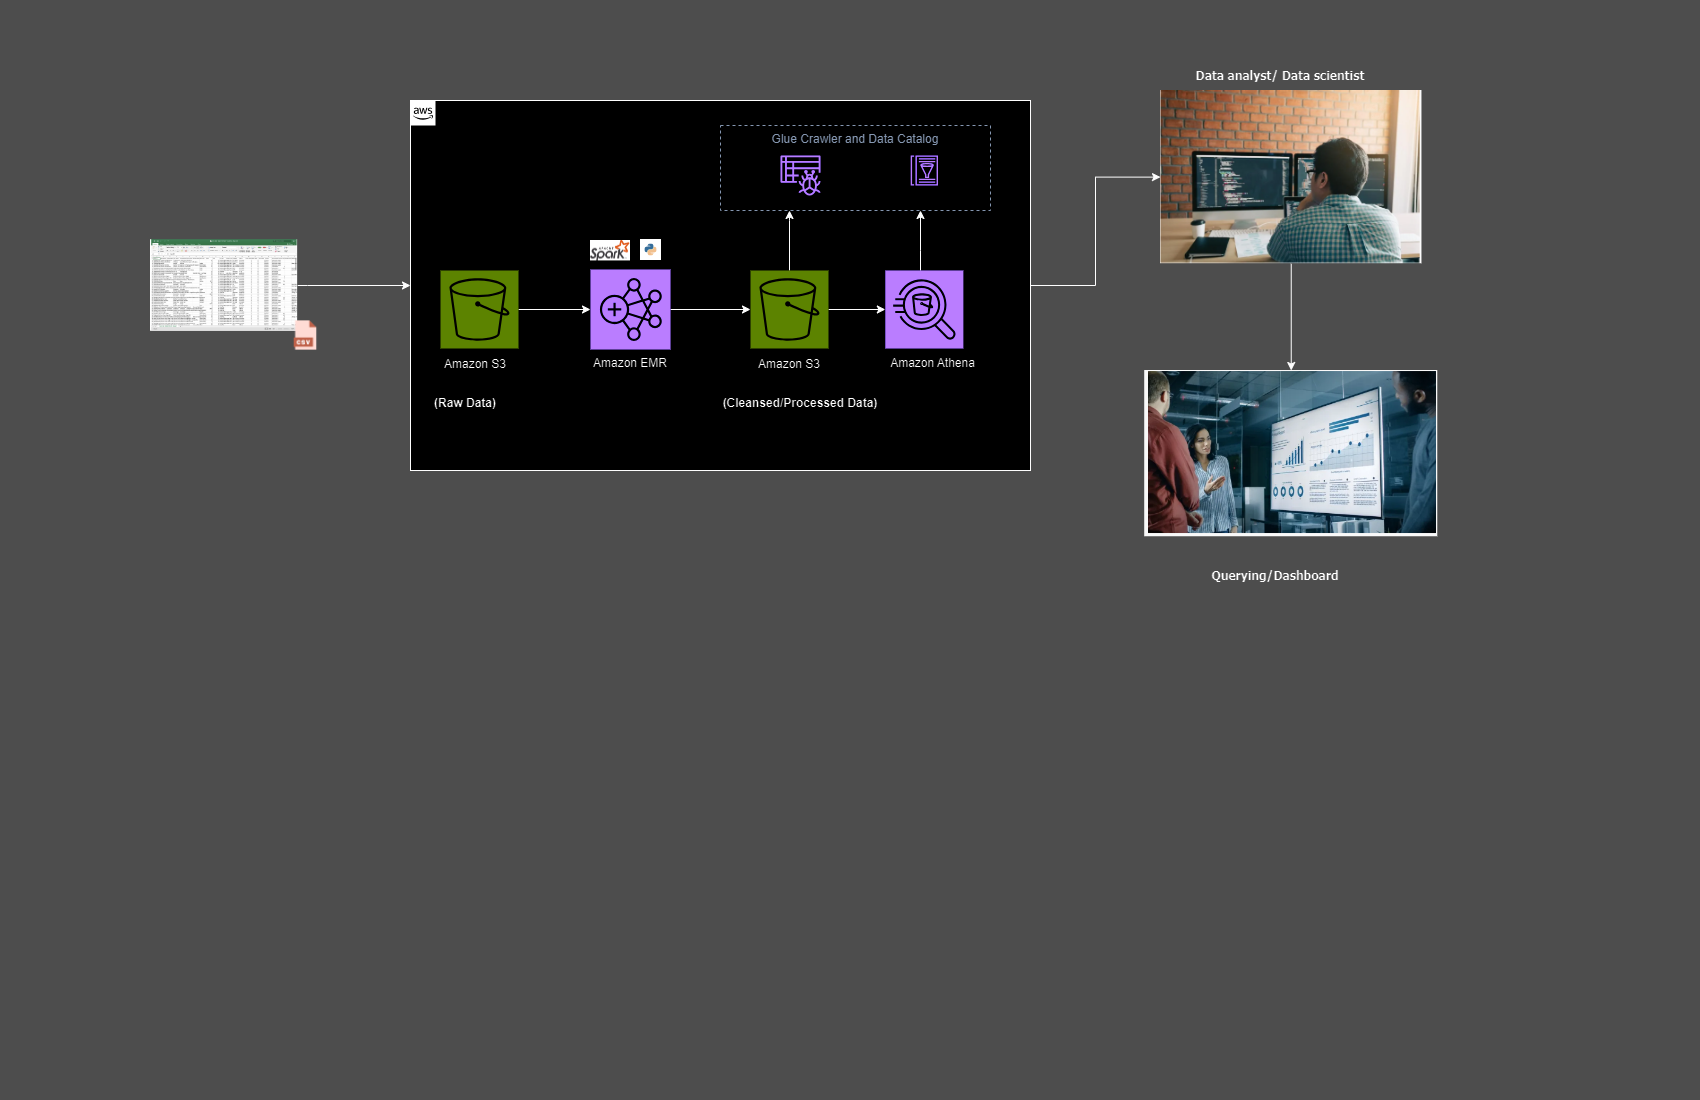 Data analyst/ Data scientist
aws
Glue Crawler and Data Catalog
APACHE
Spark
CSV
Amazon S3
Amazon EMR
Amazon S3
Amazon Athena
(Raw Data)
(Cleansed/Processed Data)
Querying/Dashboard